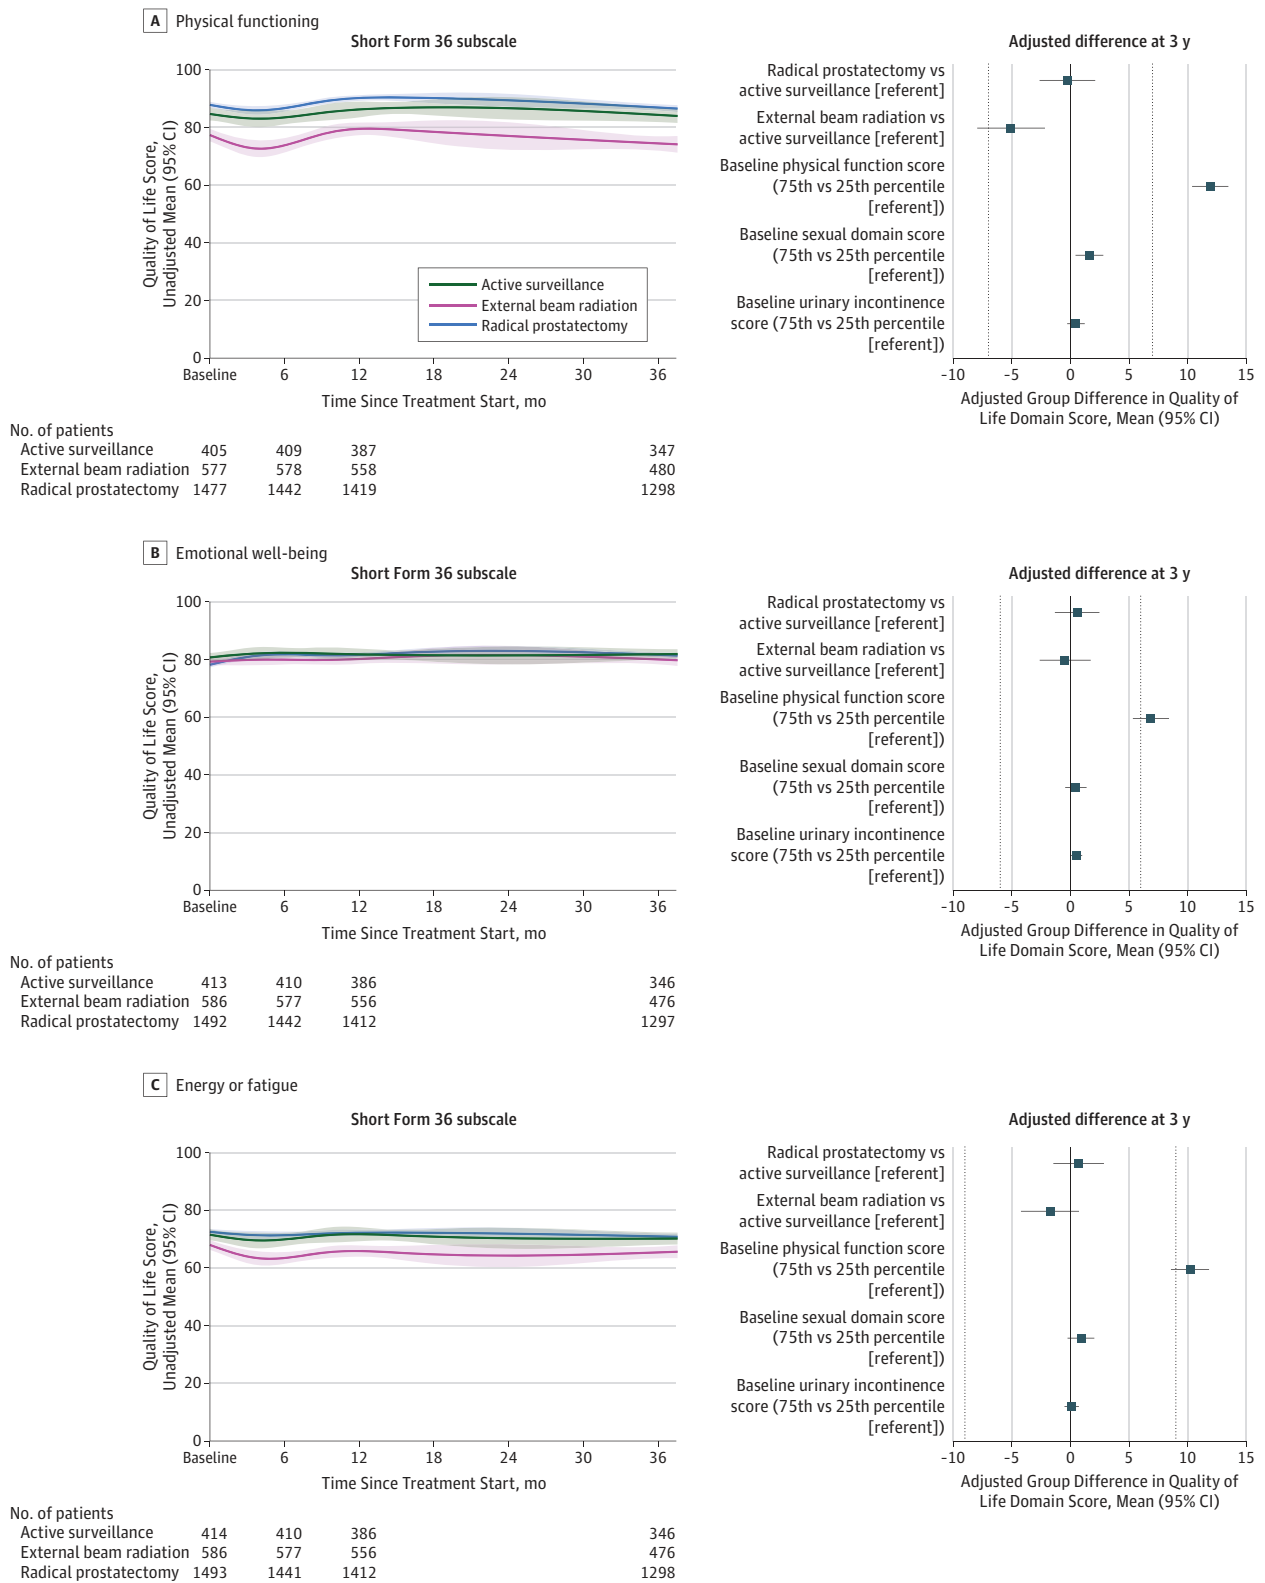 A Physical functioning
Short Form 36 subscale
Quality of Life Score,
Unadjusted Mean (95% CI)
100
80
60
40
20
0
Active surveillance
External beam radiation
Radical prostatectomy
Baseline 6 12 18 24 30 36
Time Since Treatment Start, mo
No. of patients
Active surveillance 405 409 387 347
External beam radiation 577 578 558 480
Radical prostatectomy 1477 1442 1419 1298
Adjusted difference at 3 y
Radical prostatectomy vs
active surveillance [referent]
External beam radiation vs
active surveillance [referent]
Baseline physical function score
(75th vs 25th percentile
[referent])
Baseline sexual domain score
(75th vs 25th percentile
[referent])
Baseline urinary incontinence
score (75th vs 25th percentile
[referent])
-10 -5 0 5 10 15
Adjusted Group Difference in Quality of
Life Domain Score, Mean (95% CI)
B Emotional well-being
Short Form 36 subscale
Quality of Life Score,
Unadjusted Mean (95% CI)
100
80
60
40
20
0
Baseline 6 12 18 24 30 36
Time Since Treatment Start, mo
No. of patients
Active surveillance 413 410 386 346
External beam radiation 586 577 556 476
Radical prostatectomy 1492 1442 1412 1297
Adjusted difference at 3 y
Radical prostatectomy vs
active surveillance [referent]
External beam radiation vs
active surveillance [referent]
Baseline physical function score
(75th vs 25th percentile
[referent])
Baseline sexual domain score
(75th vs 25th percentile
[referent])
Baseline urinary incontinence
score (75th vs 25th percentile
[referent])
-10 -5 0 5 10 15
Adjusted Group Difference in Quality of
Life Domain Score, Mean (95% CI)
C Energy or fatigue
Short Form 36 subscale
Quality of Life Score,
Unadjusted Mean (95% CI)
100
80
60
40
20
0
Baseline 6 12 18 24 30 36
Time Since Treatment Start, mo
No. of patients
Active surveillance 414 410 386 346
External beam radiation 586 577 556 476
Radical prostatectomy 1493 1441 1412 1298
Adjusted difference at 3 y
Radical prostatectomy vs
active surveillance [referent]
External beam radiation vs
active surveillance [referent]
Baseline physical function score
(75th vs 25th percentile
[referent])
Baseline sexual domain score
(75th vs 25th percentile
[referent])
Baseline urinary incontinence
score (75th vs 25th percentile
[referent])
-10 -5 0 5 10 15
Adjusted Group Difference in Quality of
Life Domain Score, Mean (95% CI)